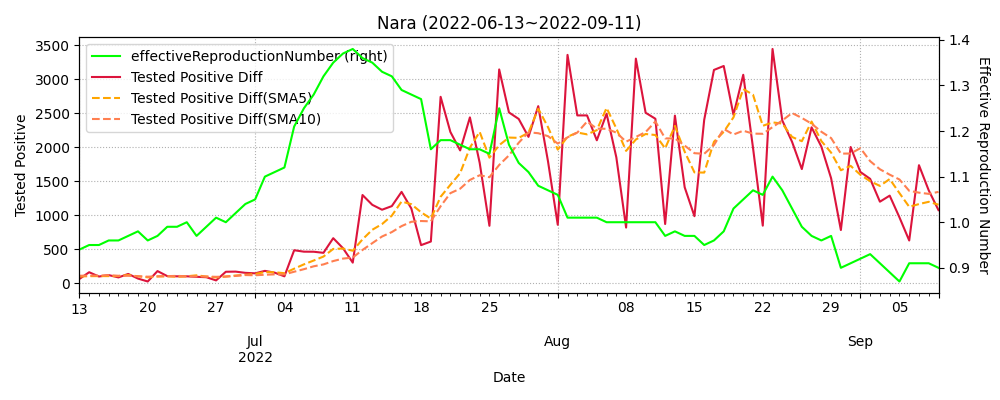 Nara (2022-06-13~2022-09-11)
effectiveReproductionNumber (right)
Tested Positive Diff
Tested Positive Diff(SMA5)
Tested Positive Diff(SMA10)
Tested Positive
3500
3000
2500
2000
1500
1000
500
0
1.4
1.3
1.2
1.1
1.0
0.9
Effective Reproduction Number
13 20 27 04 11 18 25 08 15 22 29 05
Jul Aug Sep
2022
Date